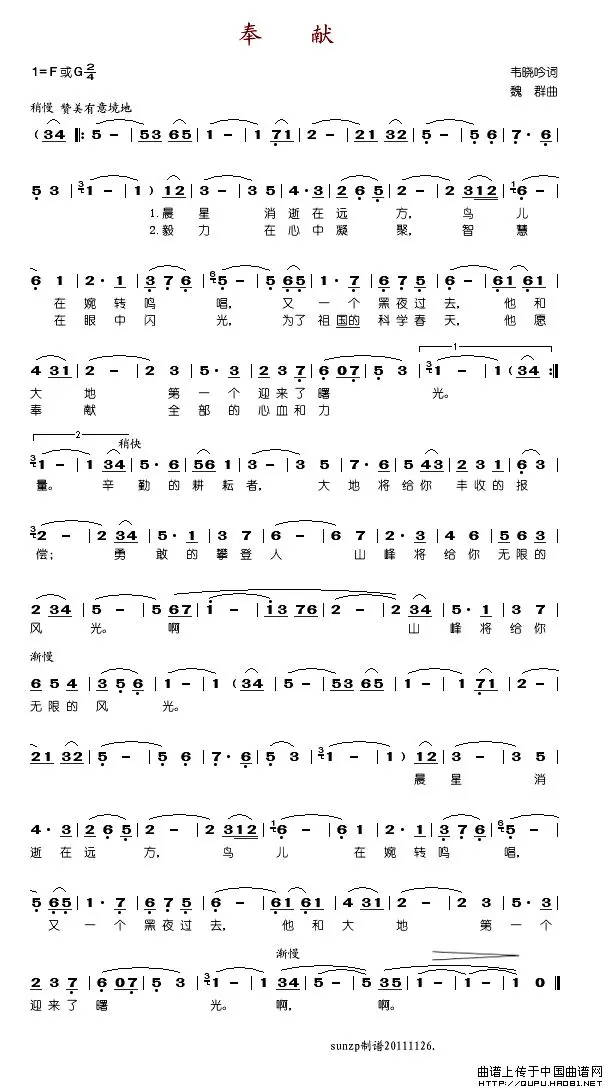 奉 献
1=F或G 2/4
韦晓吟词
魏 群曲
稍慢 赞美有意境地
( 34 ‖: 5 - | 53 65 | 1 - | 1 71 | 21 32 | 5 - | 5 6 | 7· 6 |
5 3 | 3 1 - | 1 ) 12 | 3 - | 3 5 | 4· 3 | 2 6 5 | 2 - | 2 312 | 1 6 - |
1.晨 星 消 逝 在 远 方， 鸟 儿
2.毅 力 在 心 中 凝 聚， 智 慧
6 1 | 2· 1 | 3 7 6 | 6 5 - | 5 65 | 1· 7 | 6 7 5 | 6 - | 61 61 |
在 婉 转 鸣 唱， 又 一 个 黑 夜 过 去， 他 和
在 眼 中 闪 光， 为了 祖 国的 科 学 春 天， 他 愿
1
4 31 | 2 - | 2 3 | 5· 3 | 2 3 7 | 6 07 | 5 3 | 3 1 - | 1 ( 34 :‖
大 地 第 一 个 迎 来 了 曙 光。
奉 献 全 部 的 心 血 和 力
2
稍快
3 1 - | 1 34 | 5· 6 | 56 1 | 3 - | 3 5 | 7· 6 | 5 43 | 2 3 1 | 6 3 |
量。 辛 勤 的 耕 耘 者， 大 地 将 给 你 丰 收 的 报
3 2 - | 2 34 | 5· 1 | 3 7 | 6 - | 6 7 | 2· 3 | 4 6 | 5 6 3 |
偿； 勇 敢 的 攀 登 人 山 峰 将 给 你 无 限 的
2 34 | 5 - | 5 67 | 1 - | 13 76 | 2 - | 2 34 | 5· 1 | 3 7 |
风 光。 啊 山 峰 将 给 你
渐慢
6 5 4 | 3 5 6 | 1 - | 1 ( 34 | 5 - | 53 65 | 1 - | 1 71 |
无 限 的 风 光。
21 32 | 5 - | 5 6 | 7· 6 | 5 3 | 3 1 - | 1 ) 12 | 3 - | 3 5 |
晨 星 消
4· 3 | 2 6 5 | 2 - | 2 312 | 1 6 - | 6 1 | 2· 1 | 3 7 6 | 6 5 - |
逝 在 远 方， 鸟 儿 在 婉 转 鸣 唱，
5 65 | 1· 7 | 6 7 5 | 6 - | 61 61 | 4 31 | 2 - | 2 3 | 5· 3 |
又 一 个 黑 夜 过 去， 他 和 大 地 第 一 个
渐慢
2 3 7 | 6 07 | 5 3 | 3 1 - | 1 35 | 5 - | 5 35 | 1 - | 1 - | 1 0 ‖
迎 来 了 曙 光。 啊， 啊。
sunzp制谱20111126.
曲谱上传于中国曲谱网
http://QUPU.HAO81.NET